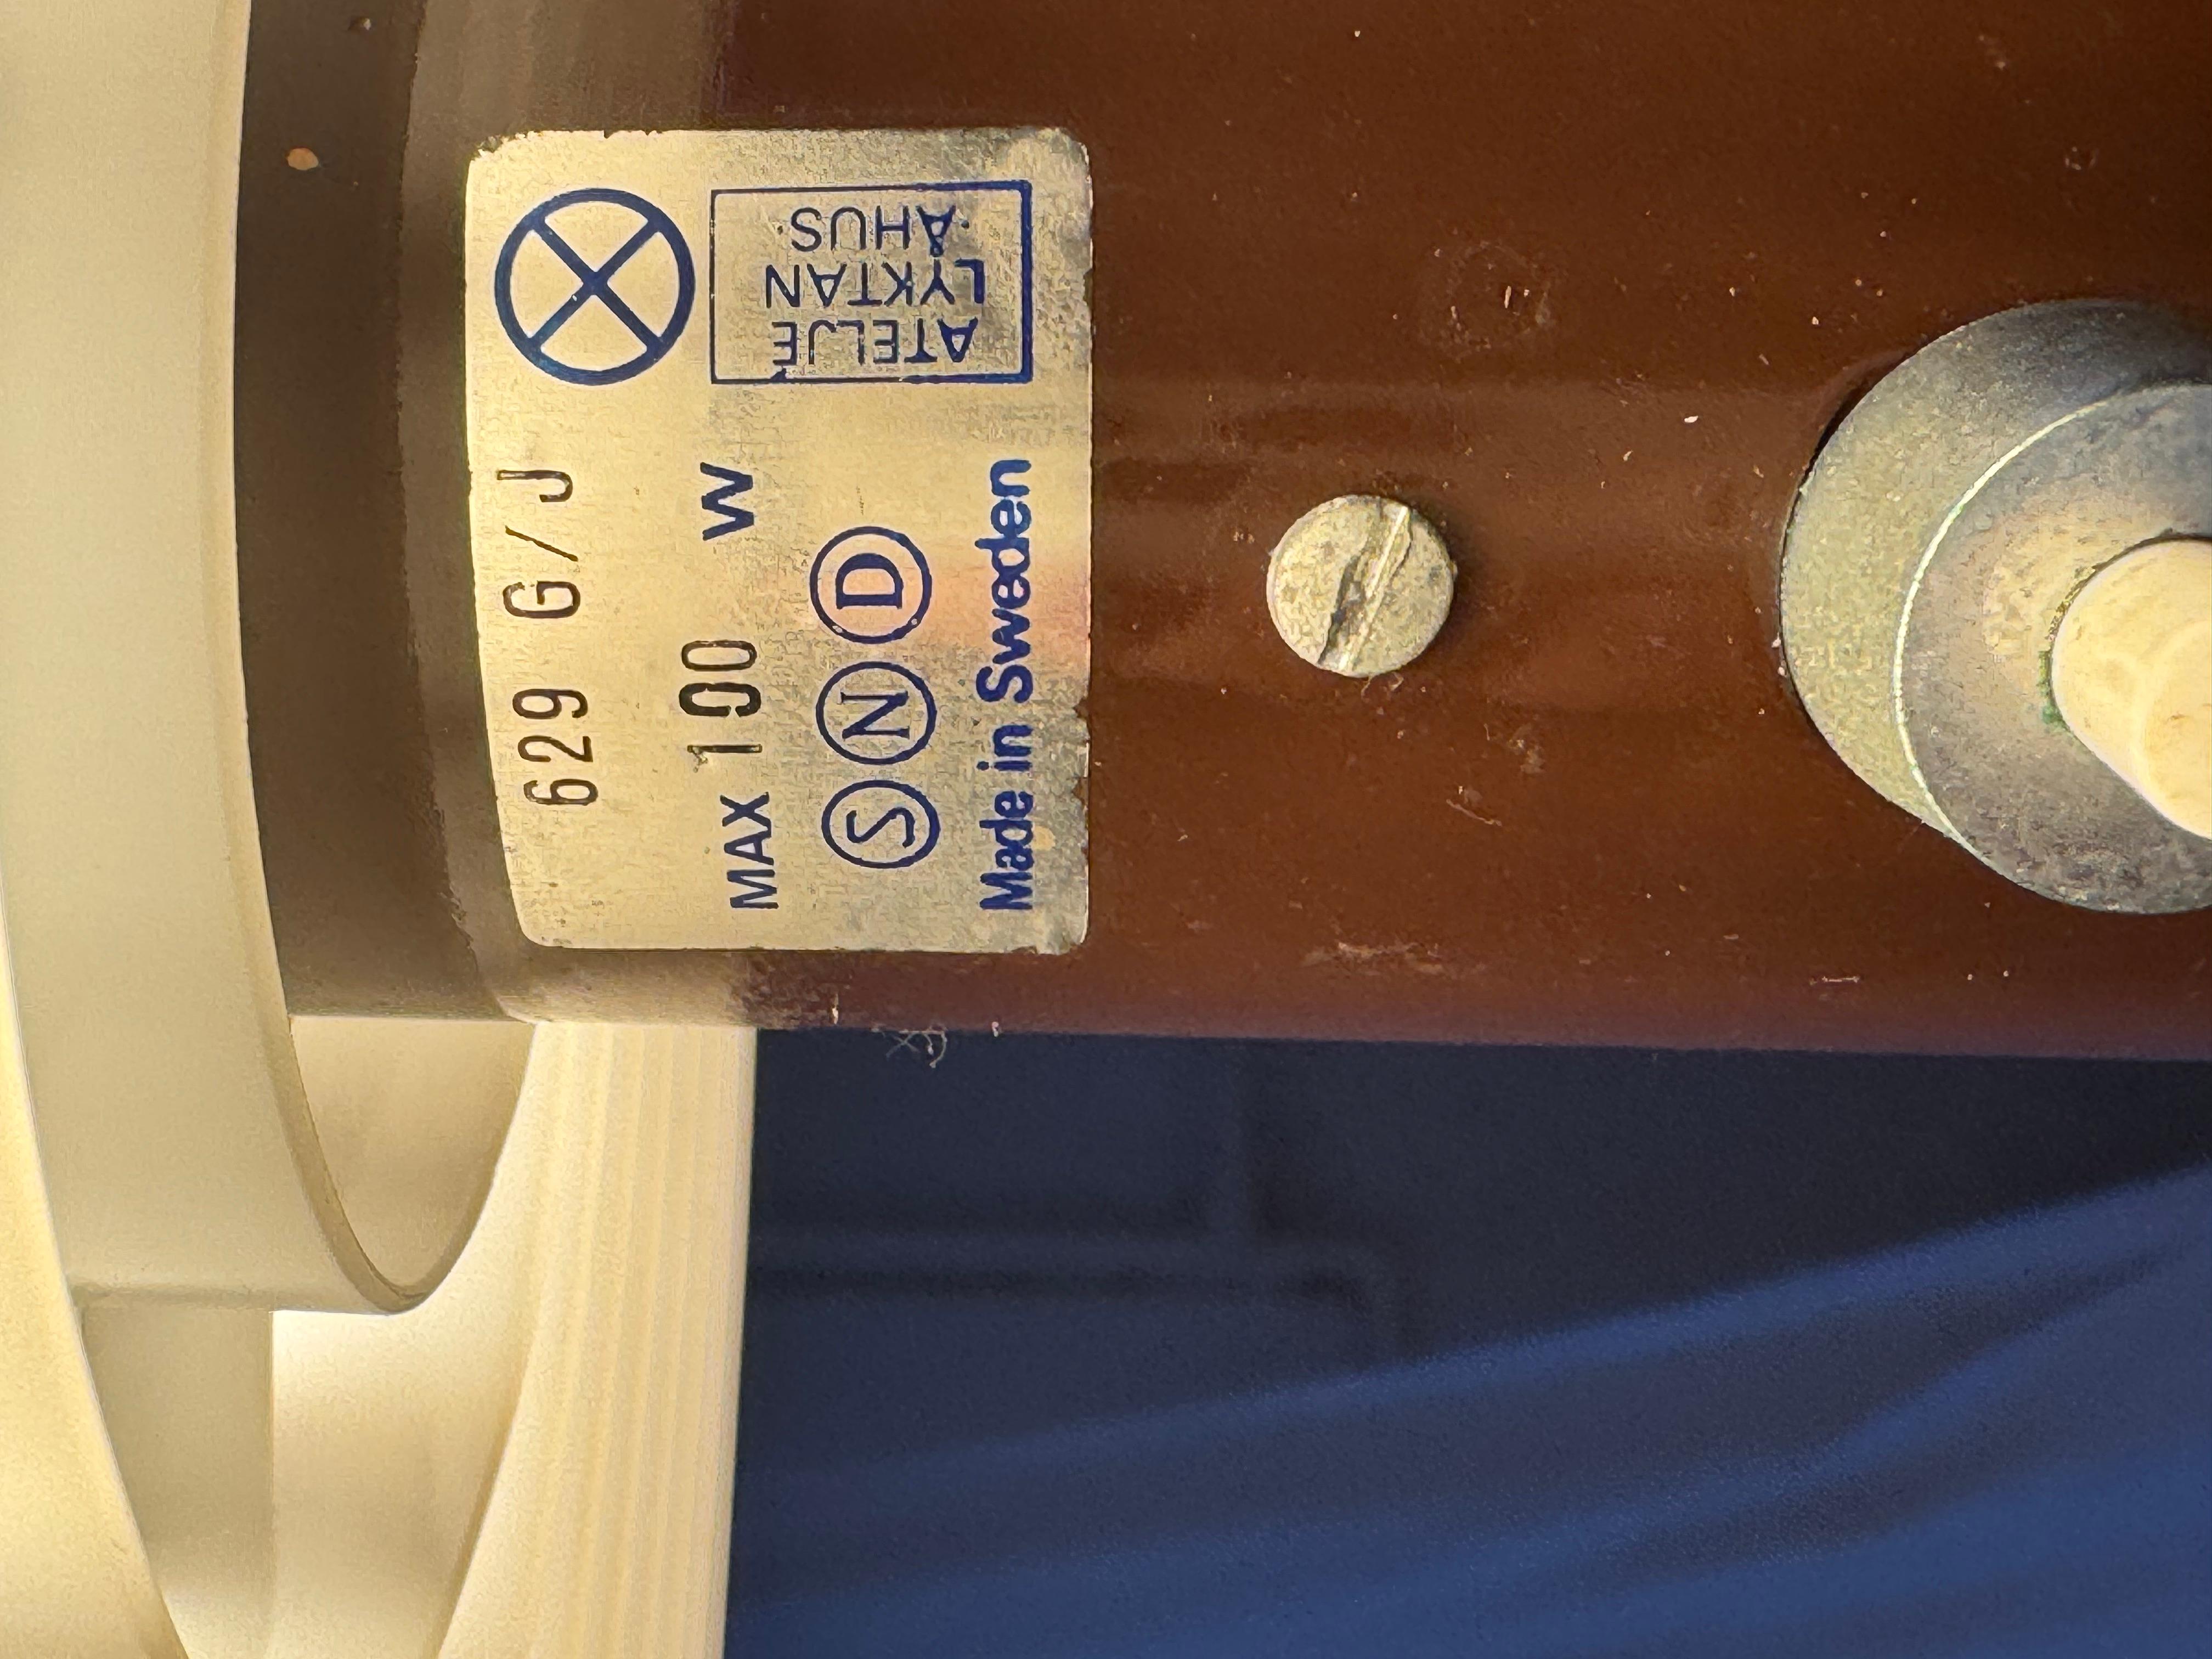 629 G/J
MAX 100 W
S N D
Made in Sweden
ATELJE
LYKTAN
·ÅHUS·